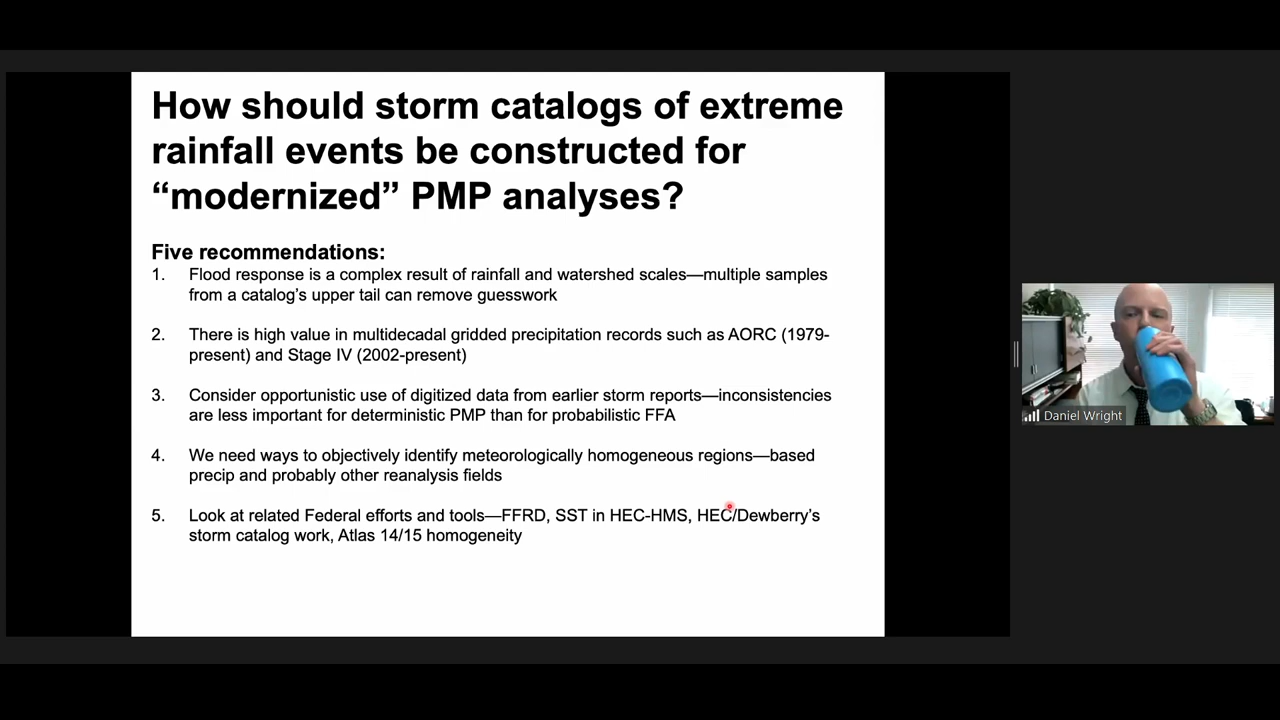 How should storm catalogs of extreme
rainfall events be constructed for
“modernized” PMP analyses?
Five recommendations:
1. Flood response is a complex result of rainfall and watershed scales—multiple samples
from a catalog’s upper tail can remove guesswork
2. There is high value in multidecadal gridded precipitation records such as AORC (1979-
present) and Stage IV (2002-present)
3. Consider opportunistic use of digitized data from earlier storm reports—inconsistencies
are less important for deterministic PMP than for probabilistic FFA
4. We need ways to objectively identify meteorologically homogeneous regions—based
precip and probably other reanalysis fields
5. Look at related Federal efforts and tools—FFRD, SST in HEC-HMS, HEC/Dewberry’s
storm catalog work, Atlas 14/15 homogeneity
Daniel Wright